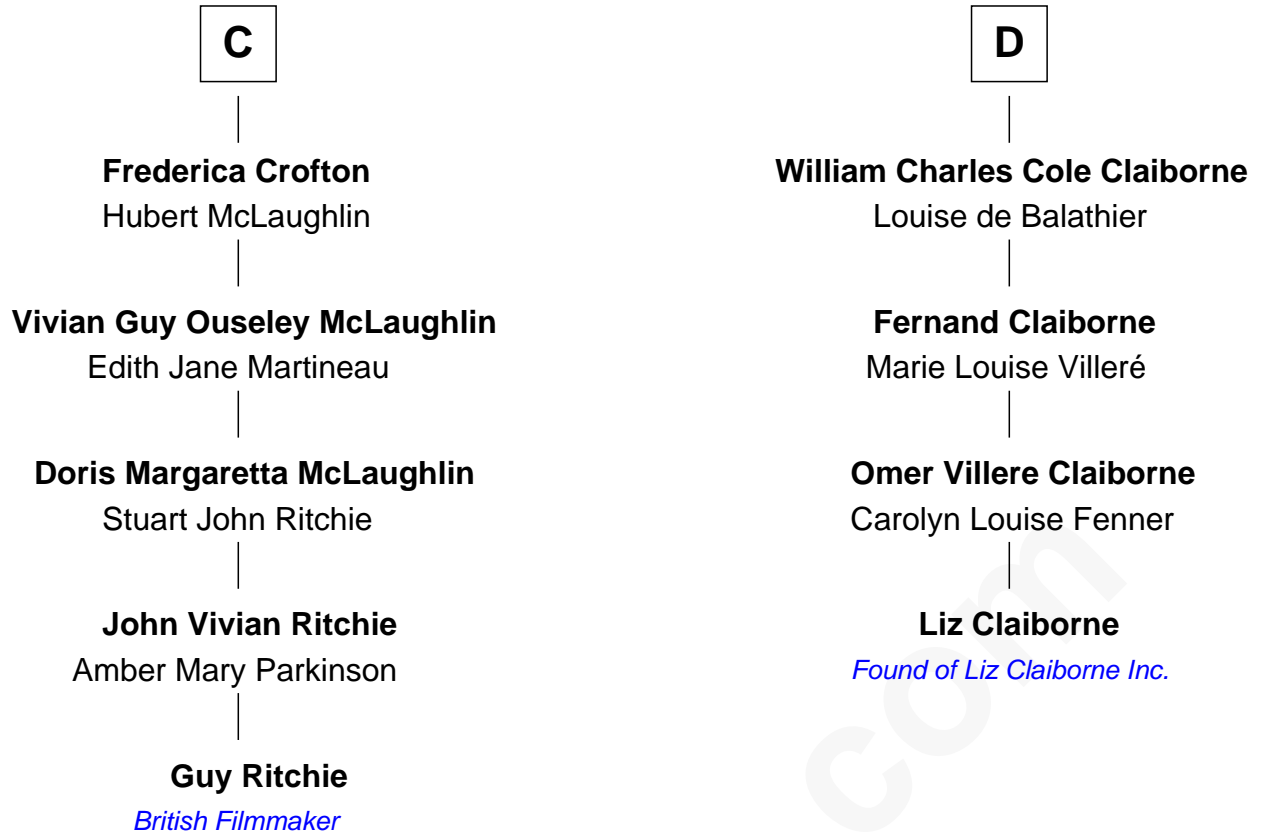 C
Frederica Crofton
Hubert McLaughlin
Vivian Guy Ouseley McLaughlin
Edith Jane Martineau
Doris Margaretta McLaughlin
Stuart John Ritchie
John Vivian Ritchie
Amber Mary Parkinson
Guy Ritchie
British Filmmaker
D
William Charles Cole Claiborne
Louise de Balathier
Fernand Claiborne
Marie Louise Villeré
Omer Villere Claiborne
Carolyn Louise Fenner
Liz Claiborne
Found of Liz Claiborne Inc.
com